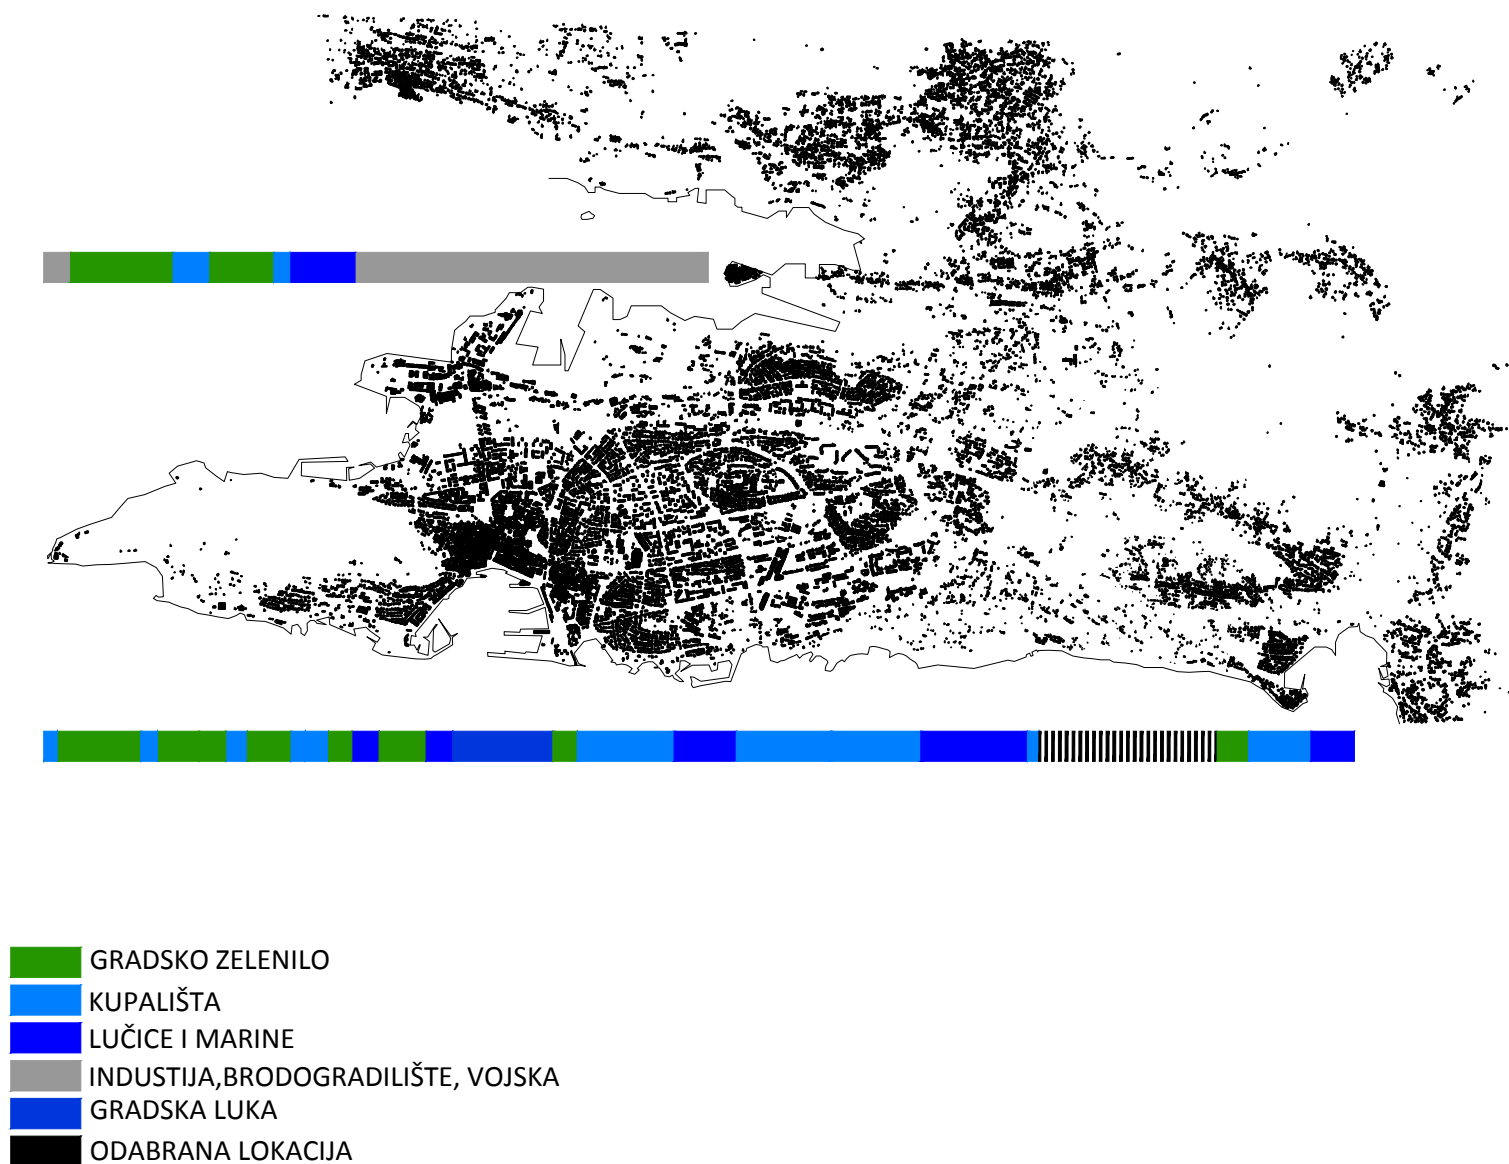 GRADSKO ZELENILO
KUPALIŠTA
LUČICE I MARINE
INDUSTIJA,BRODOGRADILIŠTE, VOJSKA
GRADSKA LUKA
ODABRANA LOKACIJA